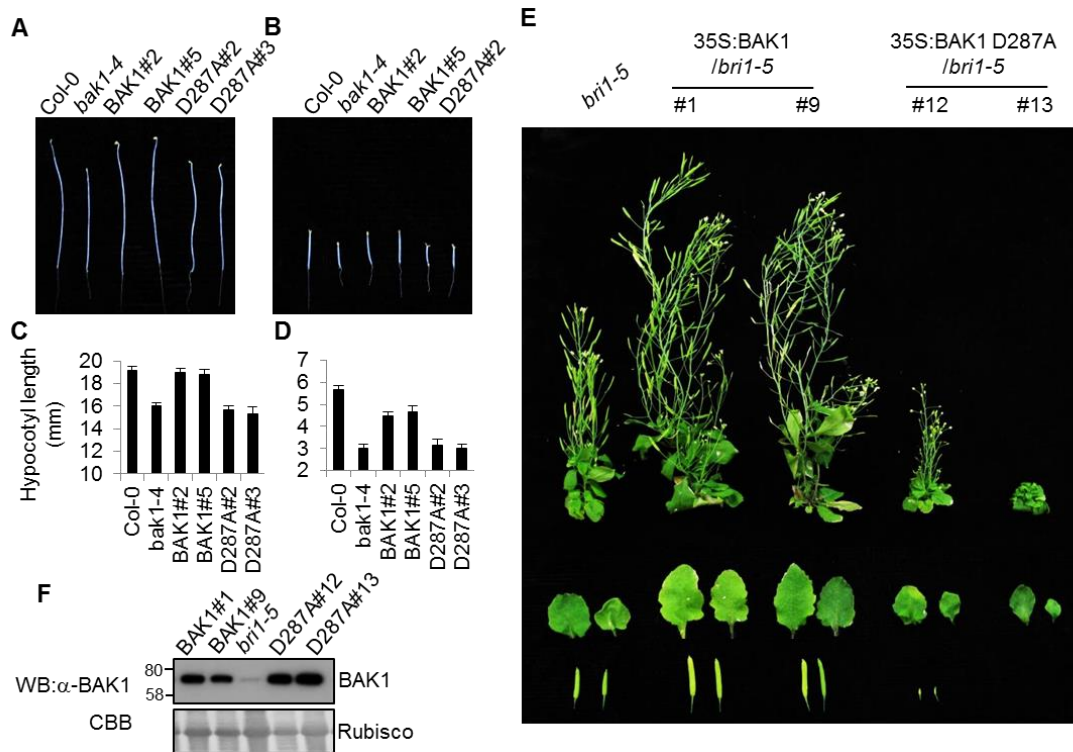 A
Col-0
bak1-4
BAK1#2
BAK1#5
D287A#2
D287A#3
B
Col-0
bak1-4
BAK1#2
BAK1#5
D287A#2
C
Hypocotyl length
(mm)
20
18
16
14
12
10
Col-0
bak1-4
BAK1#2
BAK1#5
D287A#2
D287A#3
D
7
6
5
4
3
2
Col-0
bak1-4
BAK1#2
BAK1#5
D287A#2
D287A#3
E
bri1-5
35S:BAK1
/bri1-5
#1
#9
35S:BAK1 D287A
/bri1-5
#12
#13
F
BAK1#1
BAK1#9
bri1-5
D287A#12
D287A#13
WB:α-BAK1
80
58
BAK1
CBB
Rubisco